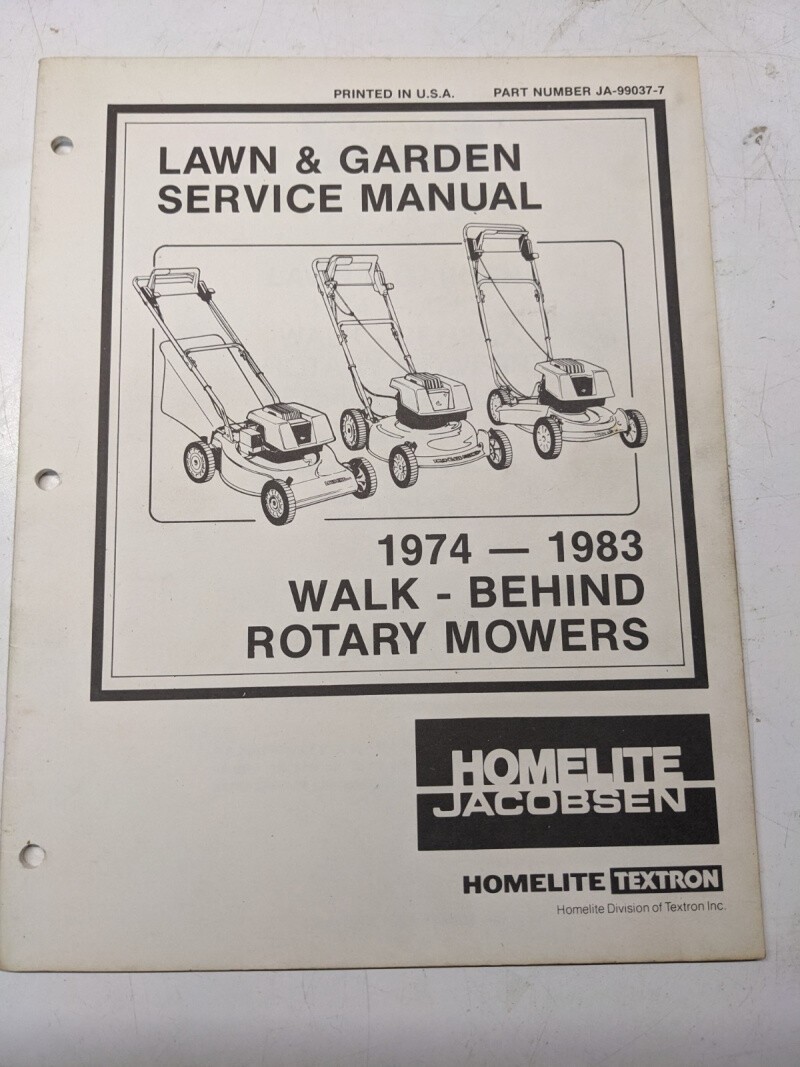 PRINTED IN U.S.A. PART NUMBER JA-99037-7
LAWN & GARDEN
SERVICE MANUAL
1974 — 1983
WALK - BEHIND
ROTARY MOWERS
HOMELITE
JACOBSEN
HOMELITE TEXTRON
Homelite Division of Textron Inc.